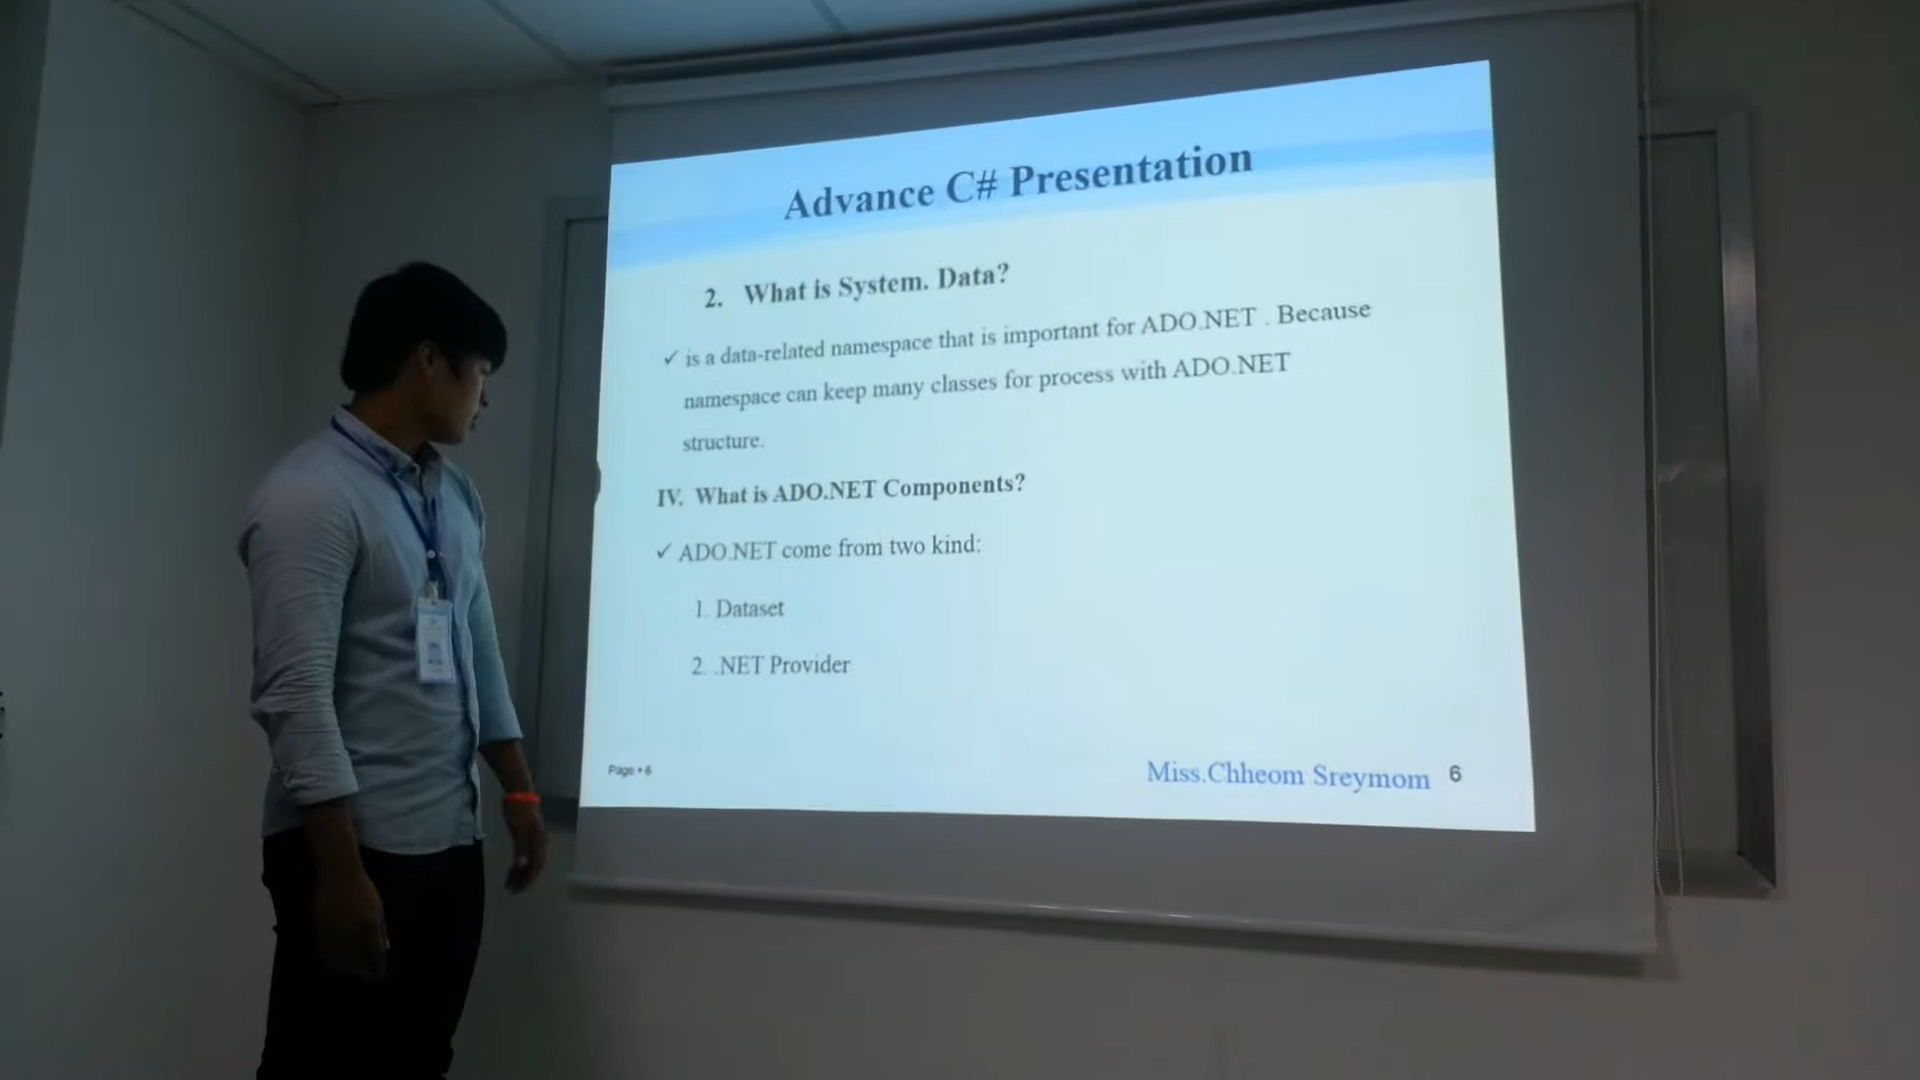 Advance C# Presentation
2. What is System. Data?
✓ is a data-related namespace that is important for ADO.NET . Because
namespace can keep many classes for process with ADO.NET
structure.
IV. What is ADO.NET Components?
✓ ADO.NET come from two kind:
1. Dataset
2. .NET Provider
Page ▪ 6
Miss.Chheom Sreymom 6